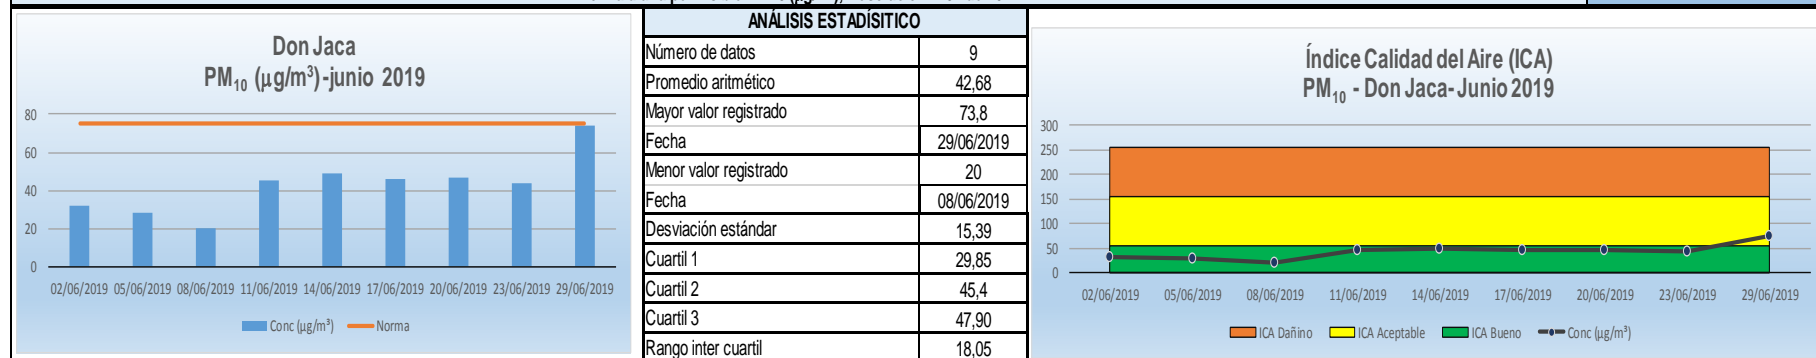 Don Jaca
PM₁₀ (µg/m³)-junio 2019
80
60
40
20
0
02/06/2019 05/06/2019 08/06/2019 11/06/2019 14/06/2019 17/06/2019 20/06/2019 23/06/2019 29/06/2019
Conc (µg/m³) Norma
ANÁLISIS ESTADÍSITICO
Número de datos 9
Promedio aritmético 42,68
Mayor valor registrado 73,8
Fecha 29/06/2019
Menor valor registrado 20
Fecha 08/06/2019
Desviación estándar 15,39
Cuartil 1 29,85
Cuartil 2 45,4
Cuartil 3 47,90
Rango inter cuartil 18,05
Índice Calidad del Aire (ICA)
PM₁₀ - Don Jaca- Junio 2019
300
250
200
150
100
50
0
02/06/2019 05/06/2019 08/06/2019 11/06/2019 14/06/2019 17/06/2019 20/06/2019 23/06/2019 29/06/2019
ICA Dañino ICA Aceptable ICA Bueno Conc (µg/m³)